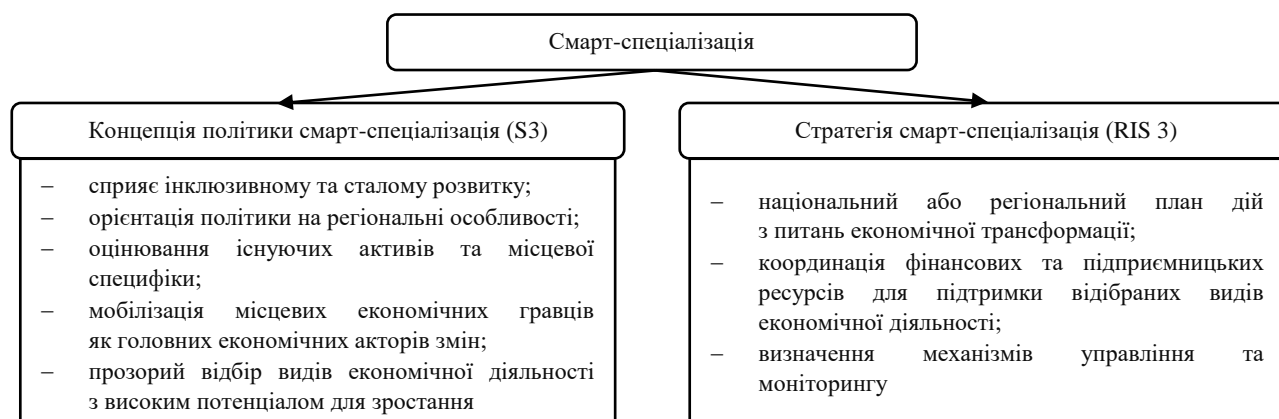 Смарт-спеціалізація
Концепція політики смарт-спеціалізація (S3)
– сприяє інклюзивному та сталому розвитку;
– орієнтація політики на регіональні особливості;
– оцінювання існуючих активів та місцевої
специфіки;
– мобілізація місцевих економічних гравців
як головних економічних акторів змін;
– прозорий відбір видів економічної діяльності
з високим потенціалом для зростання
Стратегія смарт-спеціалізація (RIS 3)
– національний або регіональний план дій
з питань економічної трансформації;
– координація фінансових та підприємницьких
ресурсів для підтримки відібраних видів
економічної діяльності;
– визначення механізмів управління та
моніторингу